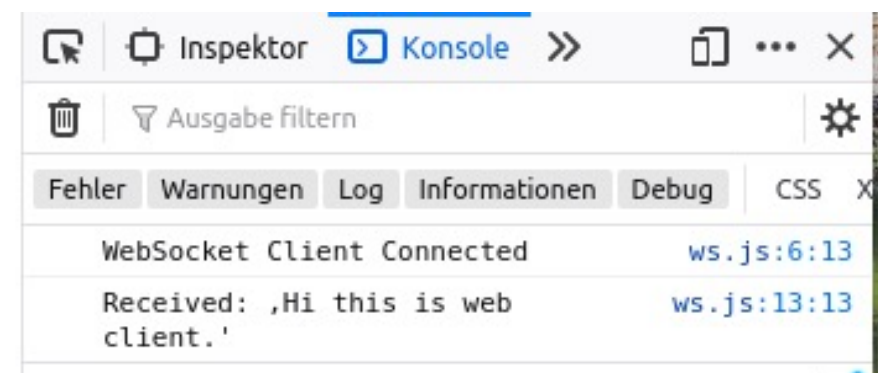 Inspektor Konsole
Ausgabe filtern
Fehler Warnungen Log Informationen Debug CSS X
WebSocket Client Connected ws.js:6:13
Received: ,Hi this is web ws.js:13:13
client.'